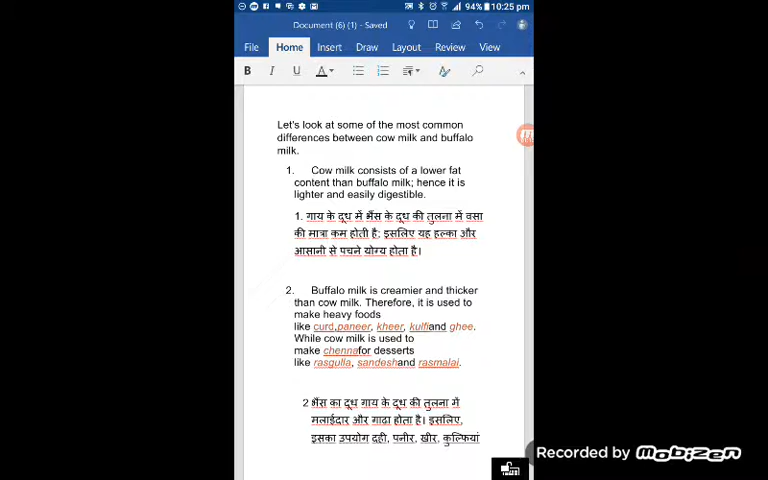 94% 10:25 pm
Document (6) (1) - Saved
File Home Insert Draw Layout Review View
B I U A
Let's look at some of the most common
differences between cow milk and buffalo
milk.
1. Cow milk consists of a lower fat
content than buffalo milk; hence it is
lighter and easily digestible.
1. गाय के दूध में भैंस के दूध की तुलना में वसा
की मात्रा कम होती है; इसलिए यह हल्का और
आसानी से पचने योग्य होता है।
2. Buffalo milk is creamier and thicker
than cow milk. Therefore, it is used to
make heavy foods
like curd,paneer, kheer, kulfiand ghee.
While cow milk is used to
make chennafor desserts
like rasgulla, sandeshand rasmalai.
2 भैंस का दूध गाय के दूध की तुलना में
मलाईदार और गाढ़ा होता है। इसलिए,
इसका उपयोग दही, पनीर, खीर, कुल्फियां
Recorded by Mobizen